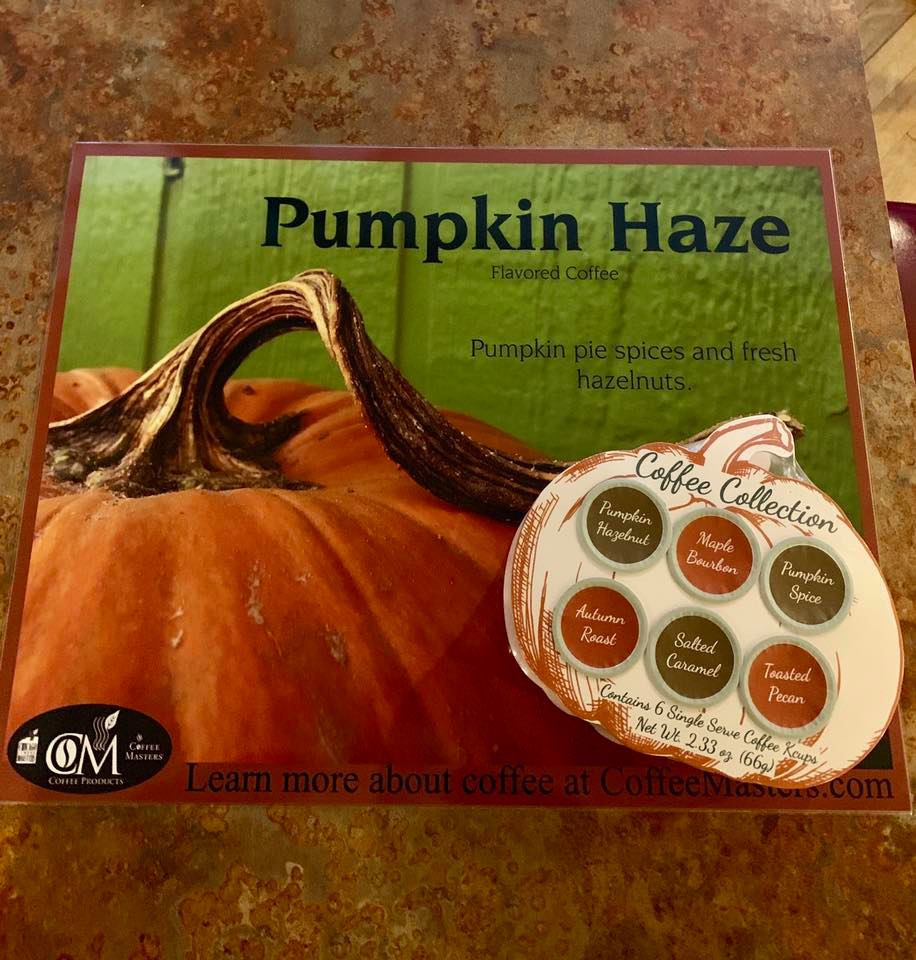 Pumpkin Haze
Flavored Coffee
Pumpkin pie spices and fresh
hazelnuts.
Coffee Collection
Pumpkin
Hazelnut
Maple
Bourbon
Pumpkin
Spice
Autumn
Roast
Salted
Caramel
Toasted
Pecan
Contains 6 Single Serve Coffee Kcups
Net Wt. 2.33 oz. (66g)
CM
COFFEE PRODUCTS
COFFEE
MASTERS
Learn more about coffee at CoffeeMasters.com